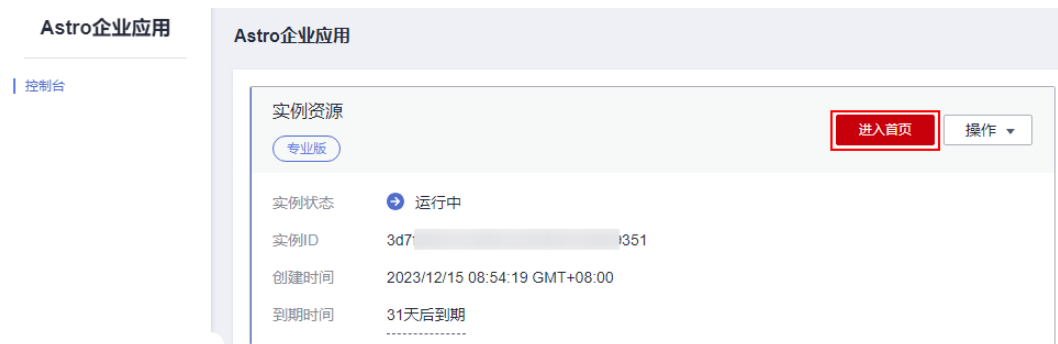 Astro企业应用
控制台
Astro企业应用
实例资源
专业版
进入首页
操作
实例状态
运行中
实例ID
3d7 351
创建时间
2023/12/15 08:54:19 GMT+08:00
到期时间
31天后到期